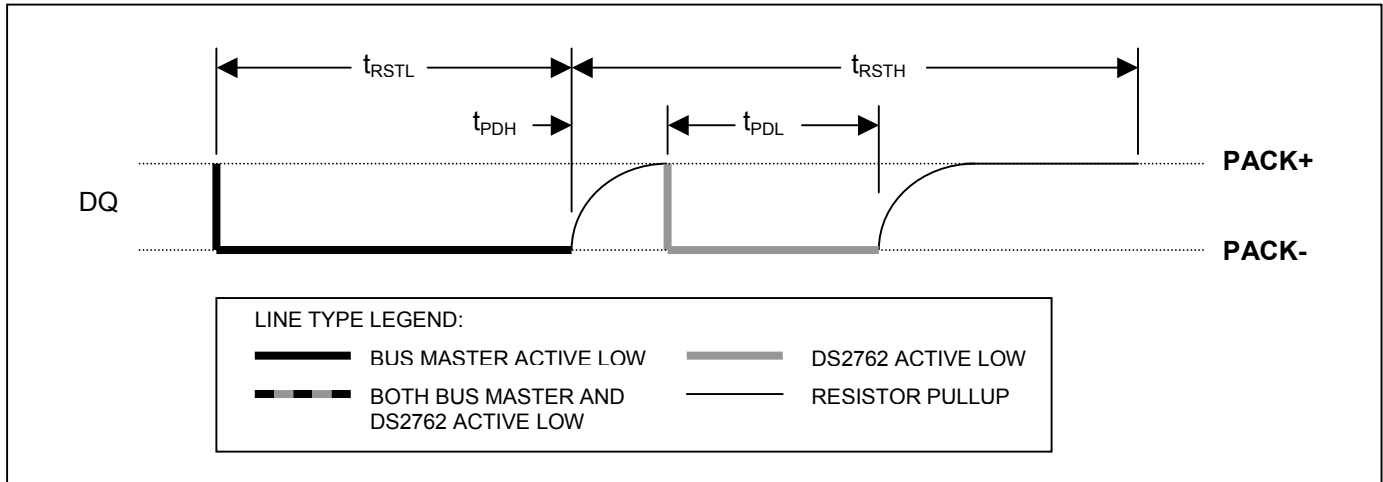 tRSTL
tRSTH
tPDH
tPDL
PACK+
DQ
PACK-
LINE TYPE LEGEND:
BUS MASTER ACTIVE LOW
DS2762 ACTIVE LOW
BOTH BUS MASTER AND
DS2762 ACTIVE LOW
RESISTOR PULLUP